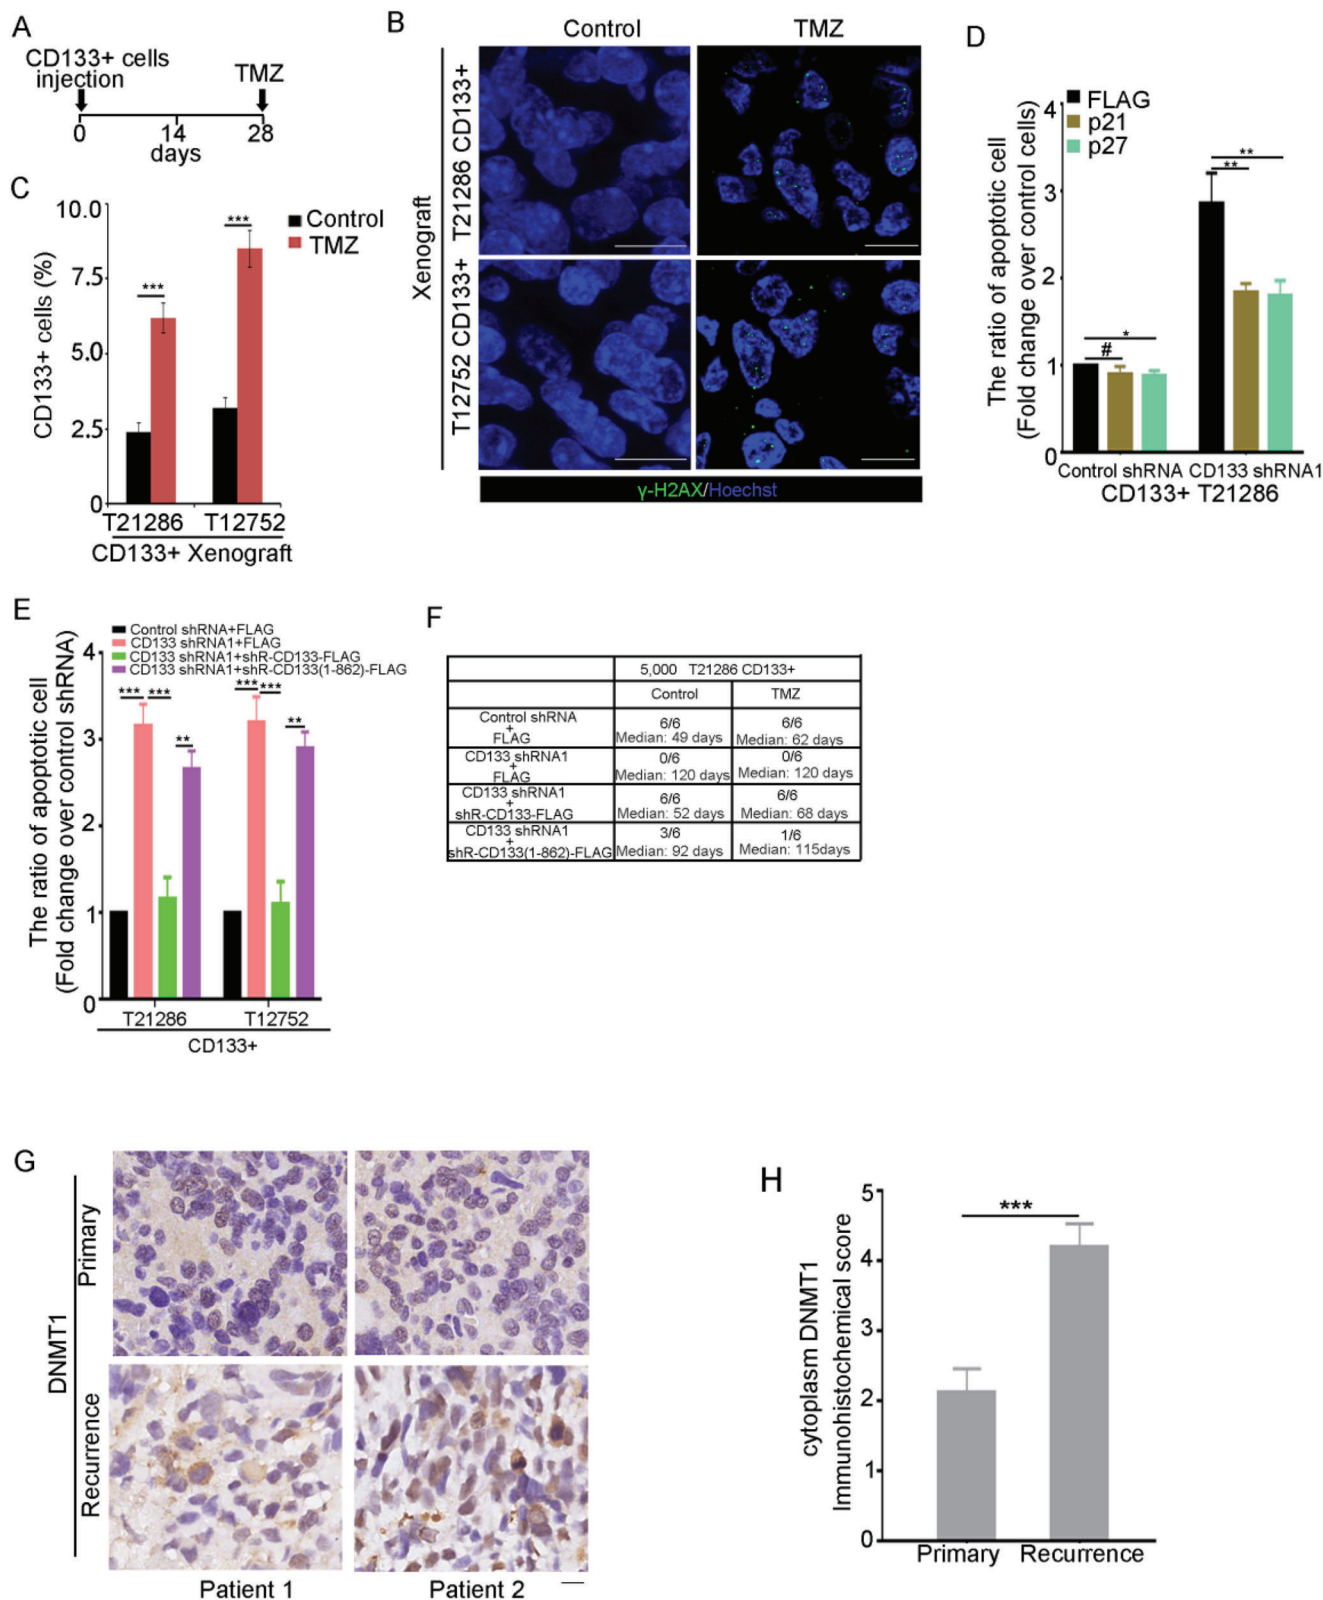 A
CD133+ cells
injection
TMZ
0
14
28
days
B
Control
TMZ
Xenograft
T21286 CD133+
T12752 CD133+
γ-H2AX/Hoechst
C
CD133+ cells (%)
10.0
7.5
5.0
2.5
0
Control
TMZ
***
***
T21286
T12752
CD133+ Xenograft
D
The ratio of apoptotic cell
(Fold change over control cells)
4
3
2
1
0
FLAG
p21
p27
#
*
**
**
Control shRNA
CD133 shRNA1
CD133+ T21286
E
The ratio of apoptotic cell
(Fold change over control shRNA)
4
3
2
1
0
Control shRNA+FLAG
CD133 shRNA1+FLAG
CD133 shRNA1+shR-CD133-FLAG
CD133 shRNA1+shR-CD133(1-862)-FLAG
***
***
**
***
***
**
T21286
T12752
CD133+
F
5,000 T21286 CD133+
Control
TMZ
Control shRNA
+
FLAG
6/6
Median: 49 days
6/6
Median: 62 days
CD133 shRNA1
+
FLAG
0/6
Median: 120 days
0/6
Median: 120 days
CD133 shRNA1
+
shR-CD133-FLAG
6/6
Median: 52 days
6/6
Median: 68 days
CD133 shRNA1
+
shR-CD133(1-862)-FLAG
3/6
Median: 92 days
1/6
Median: 115days
G
DNMT1
Primary
Recurrence
Patient 1
Patient 2
H
cytoplasm DNMT1
Immunohistochemical score
5
4
3
2
1
0
***
Primary
Recurrence